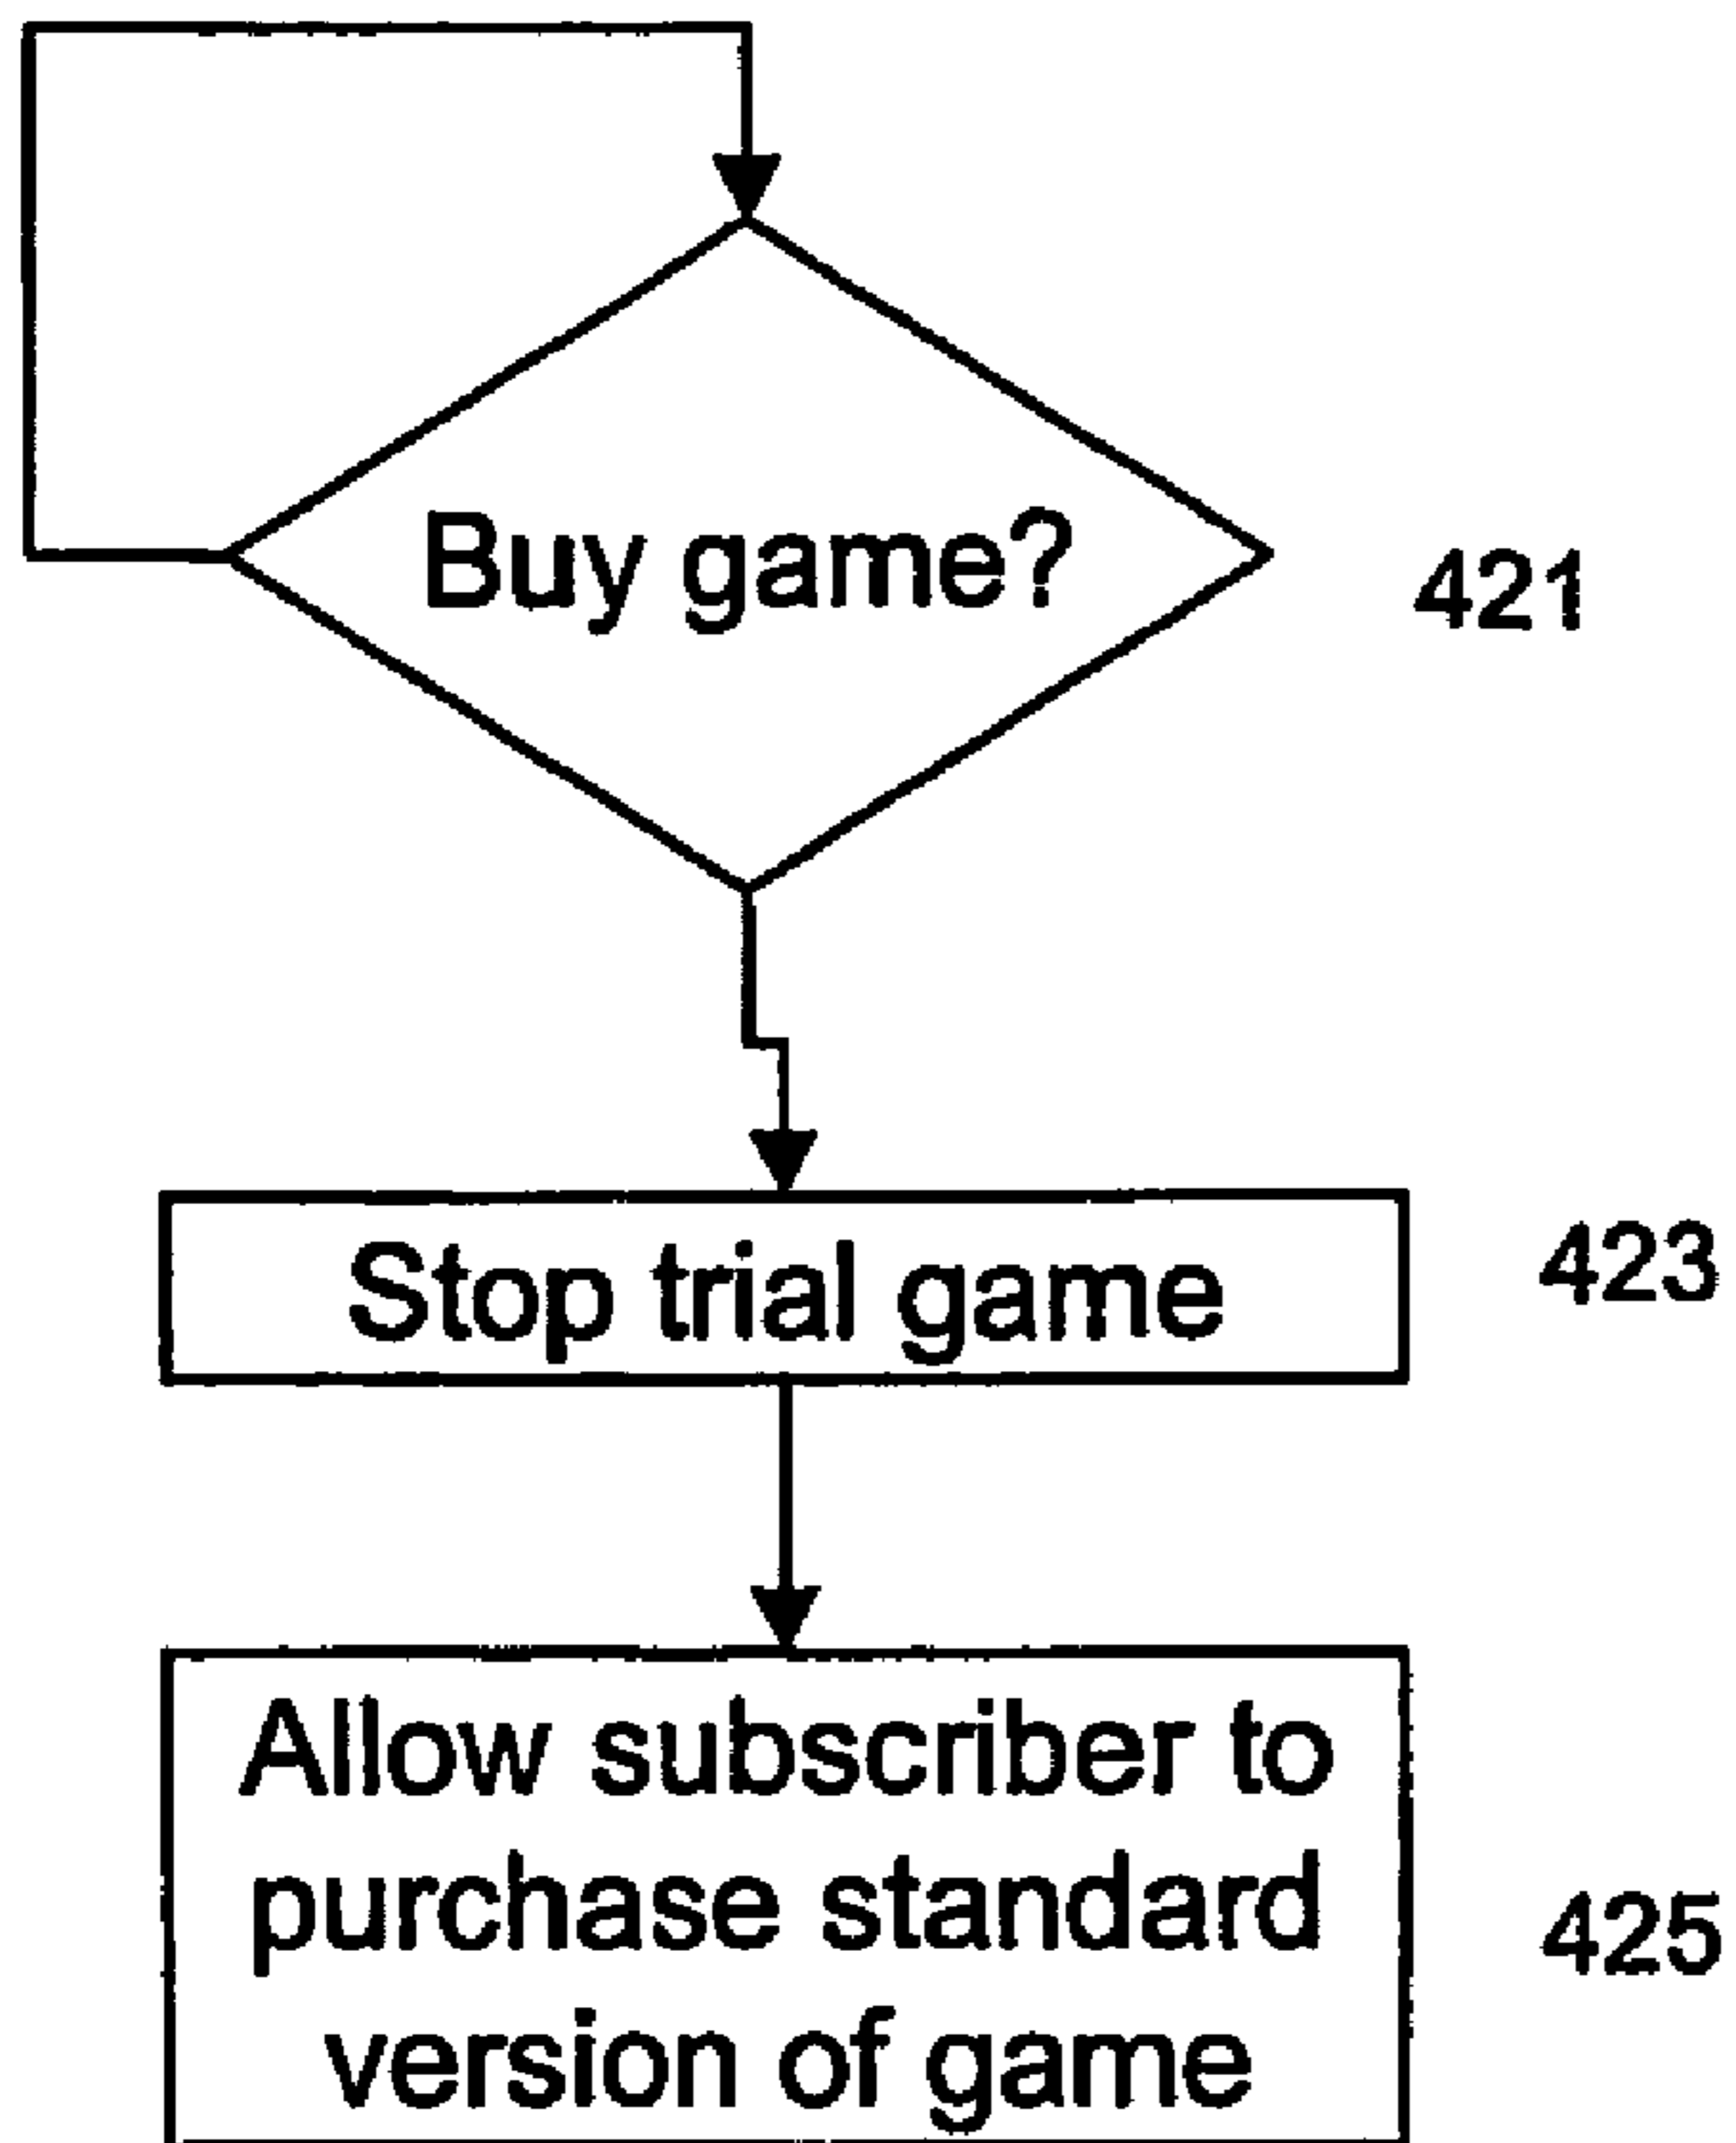 Buy game?
421
Stop trial game
423
Allow subscriber to
purchase standard
version of game
425